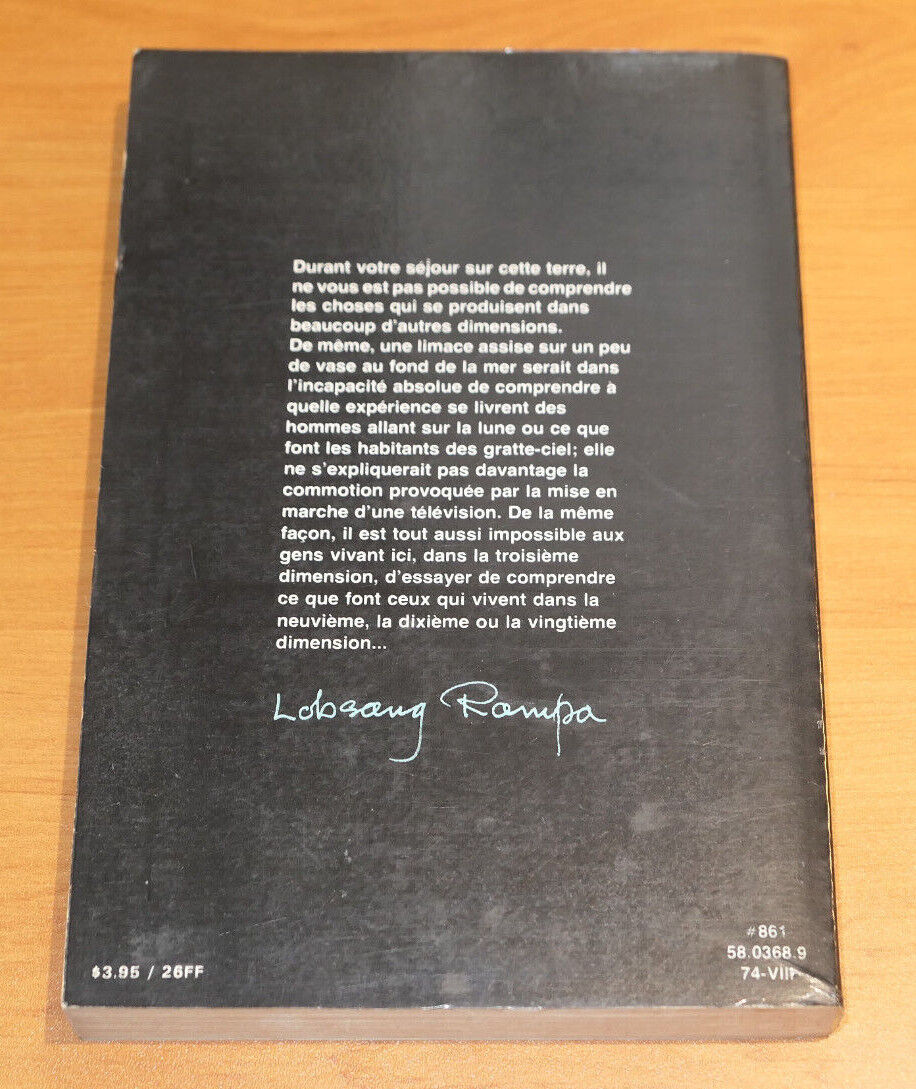 Durant votre séjour sur cette terre, il
ne vous est pas possible de comprendre
les choses qui se produisent dans
beaucoup d'autres dimensions.
De même, une limace assise sur un peu
de vase au fond de la mer serait dans
l'incapacité absolue de comprendre à
quelle expérience se livrent des
hommes allant sur la lune ou ce que
font les habitants des gratte-ciel; elle
ne s'expliquerait pas davantage la
commotion provoquée par la mise en
marche d'une télévision. De la même
façon, il est tout aussi impossible aux
gens vivant ici, dans la troisième
dimension, d'essayer de comprendre
ce que font ceux qui vivent dans la
neuvième, la dixième ou la vingtième
dimension...
Lobsang Rampa
$3.95 / 26FF
#861
58.0368.9
74-VIII